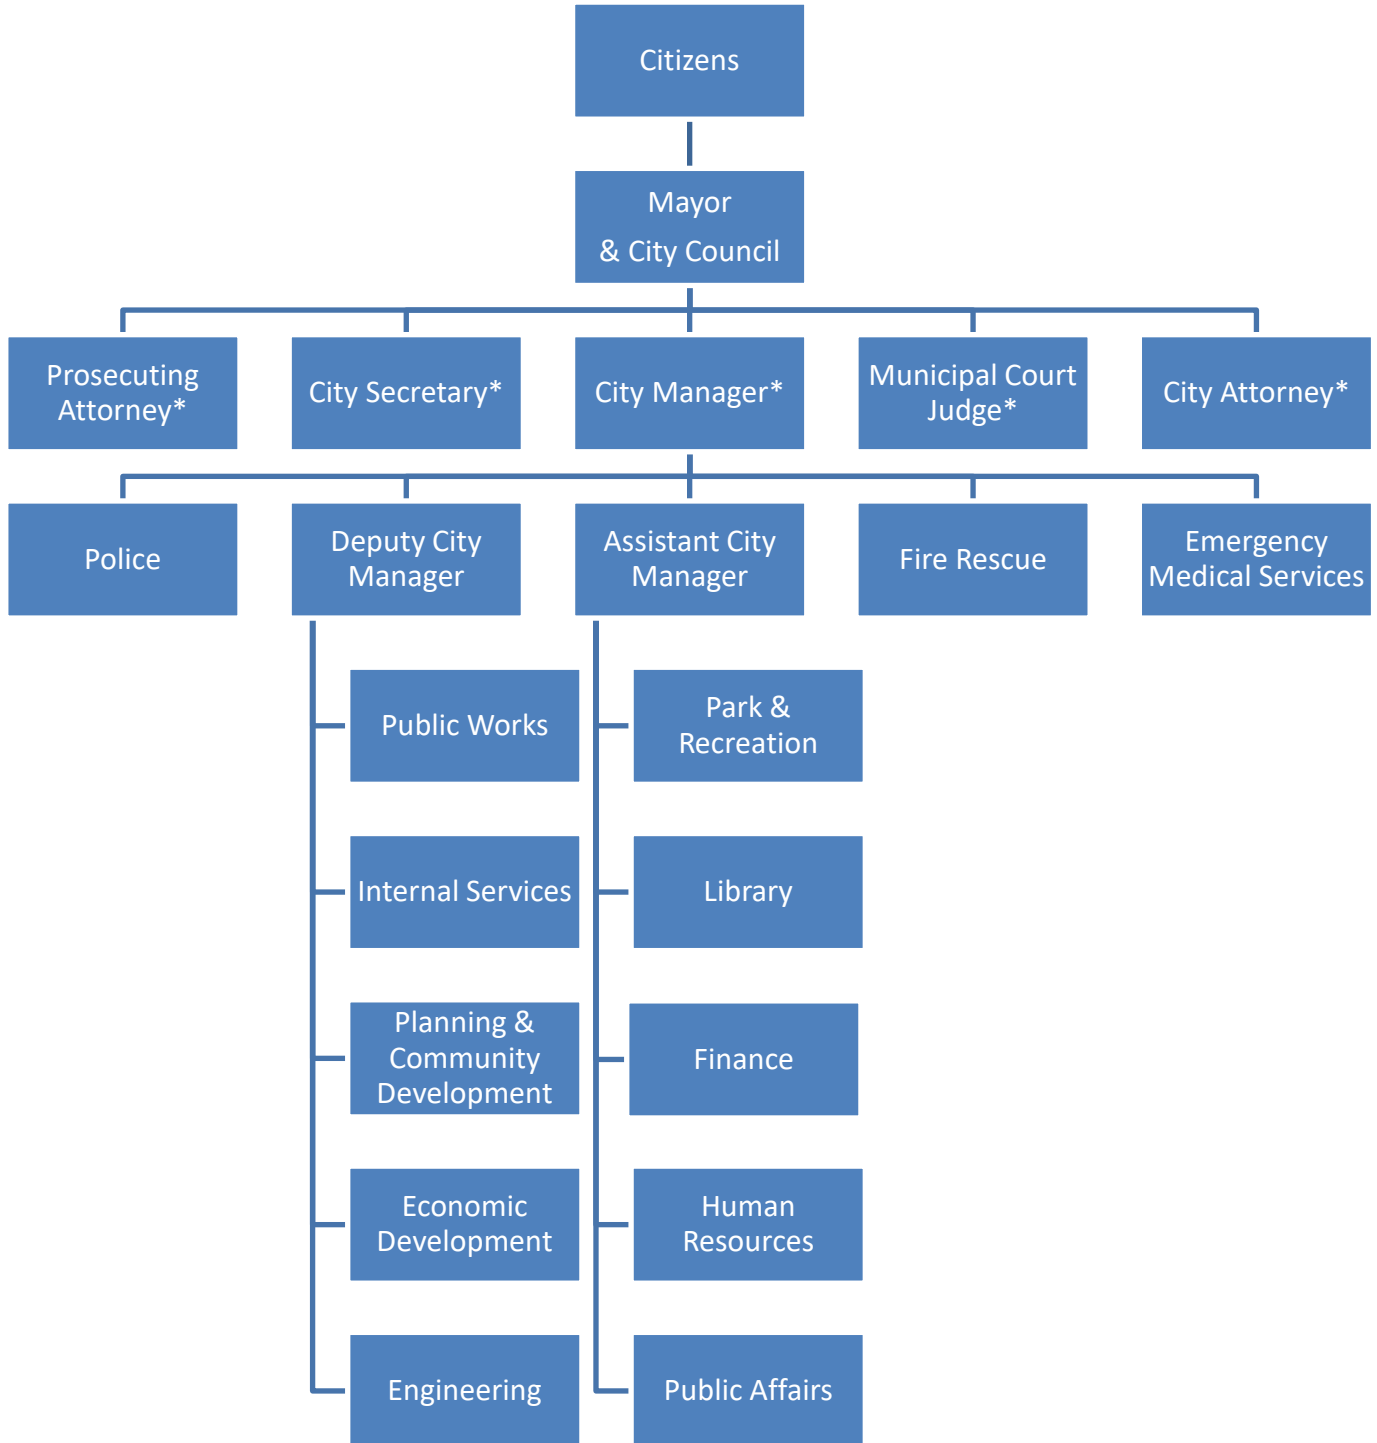 Citizens
Mayor
& City Council
Prosecuting
Attorney*
City Secretary*
City Manager*
Municipal Court
Judge*
City Attorney*
Police
Deputy City
Manager
Assistant City
Manager
Fire Rescue
Emergency
Medical Services
Public Works
Park &
Recreation
Internal Services
Library
Planning &
Community
Development
Finance
Economic
Development
Human
Resources
Engineering
Public Affairs